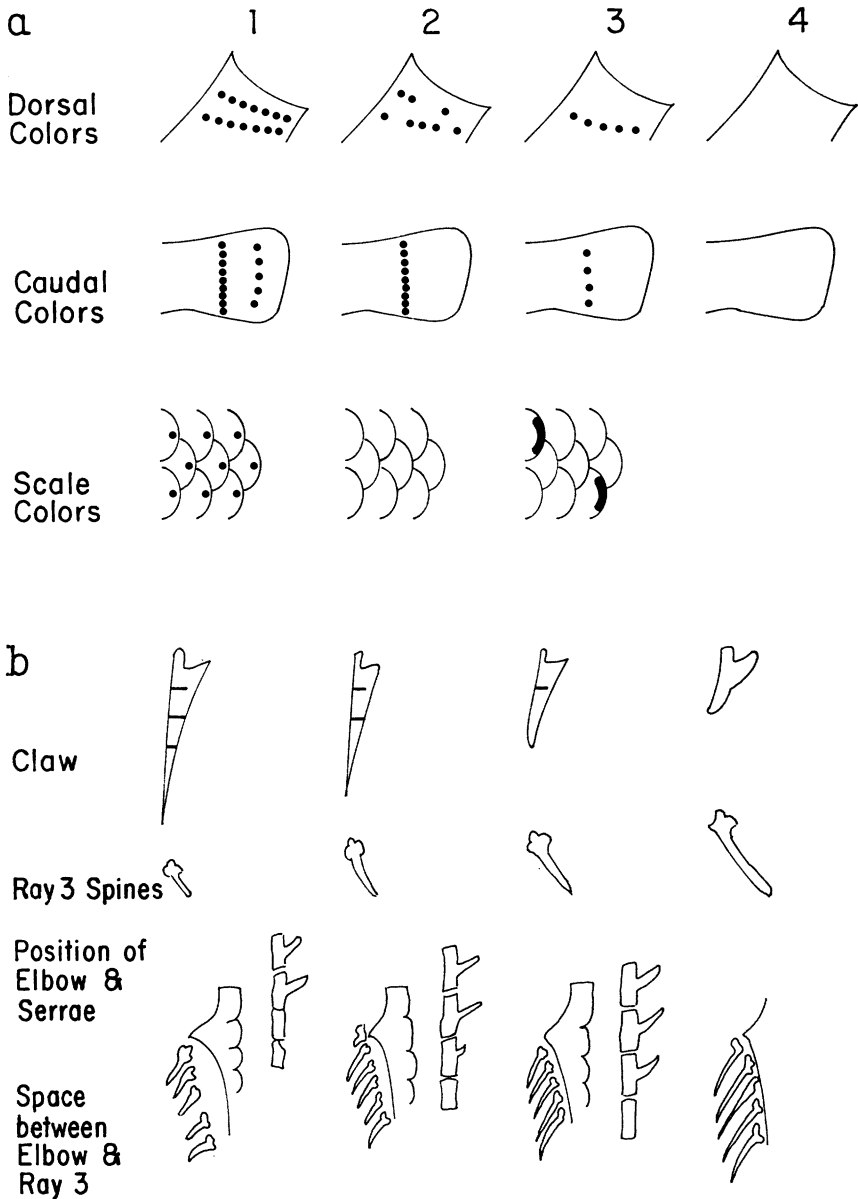 a
1 2 3 4
Dorsal
Colors
Caudal
Colors
Scale
Colors
b
Claw
Ray 3 Spines
Position of
Elbow &
Serrae
Space
between
Elbow &
Ray 3